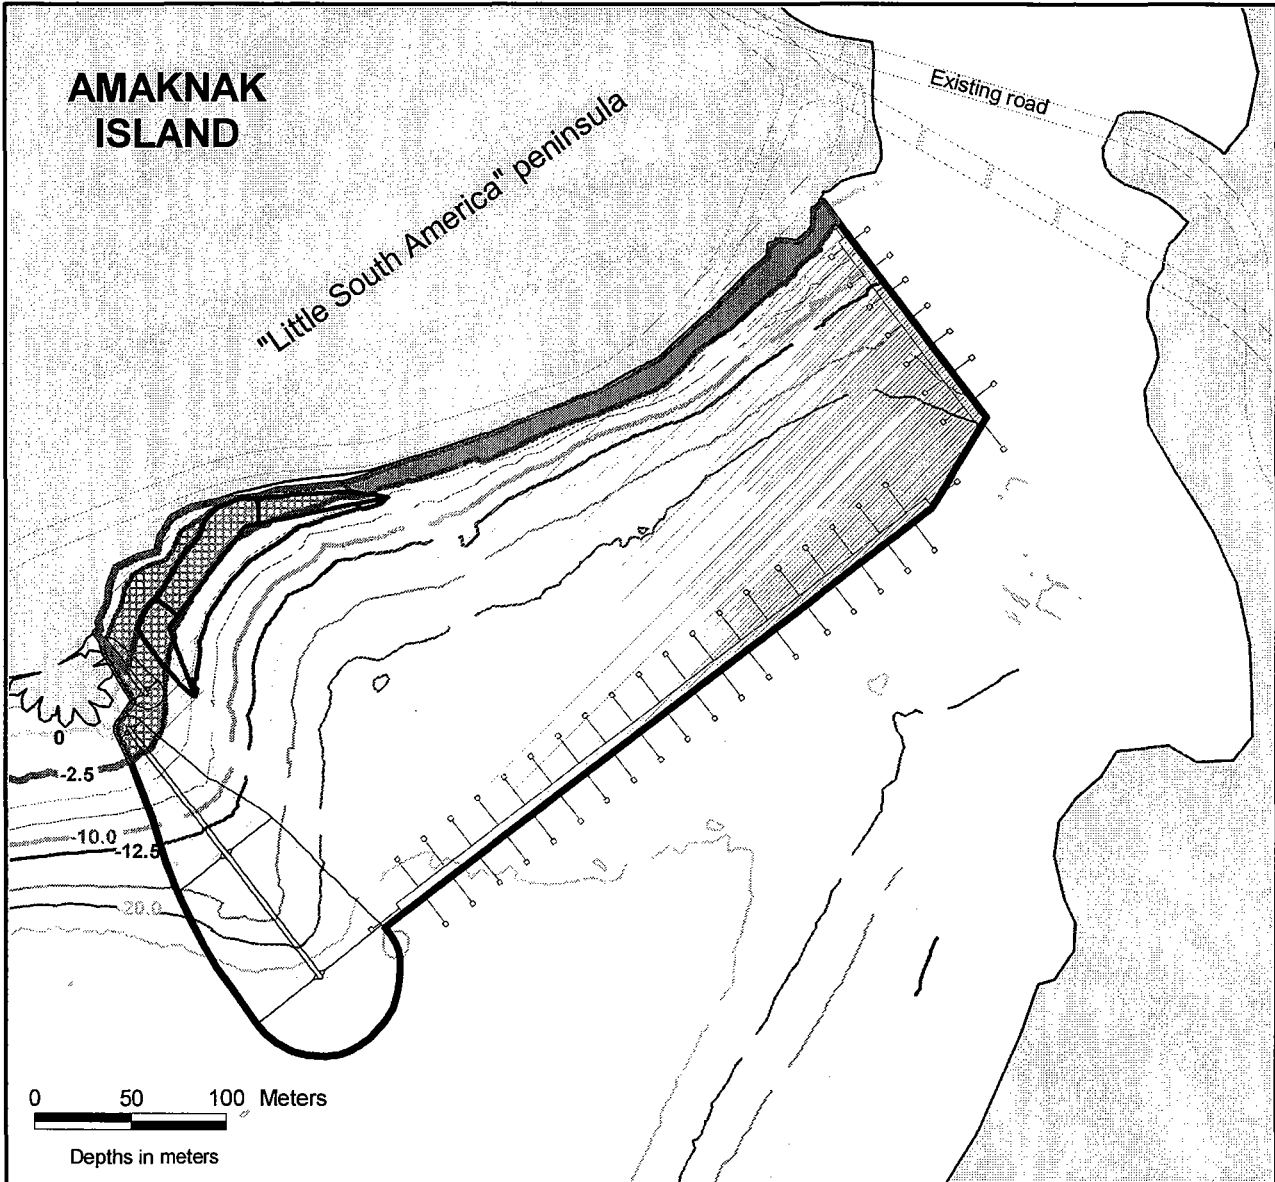 AMAKNAK
ISLAND
Existing road
"Little South America" peninsula
0
-2.5
-10.0
-12.5
-20.0
0 50 100 Meters
Depths in meters